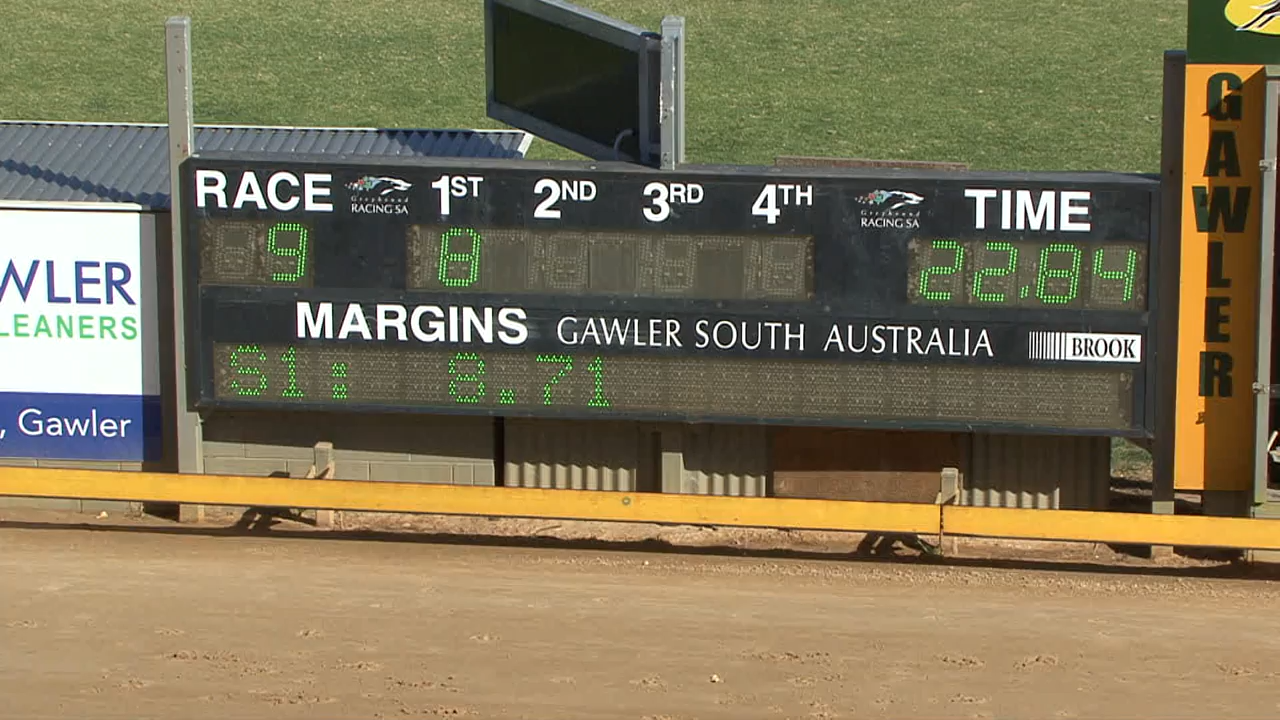 GAWLER
RACE Greyhound RACING SA 1ST 2ND 3RD 4TH Greyhound RACING SA TIME
9 8 22.84
MARGINS GAWLER SOUTH AUSTRALIA BROOK
S1: 8.71
WLER
LEANERS
, Gawler